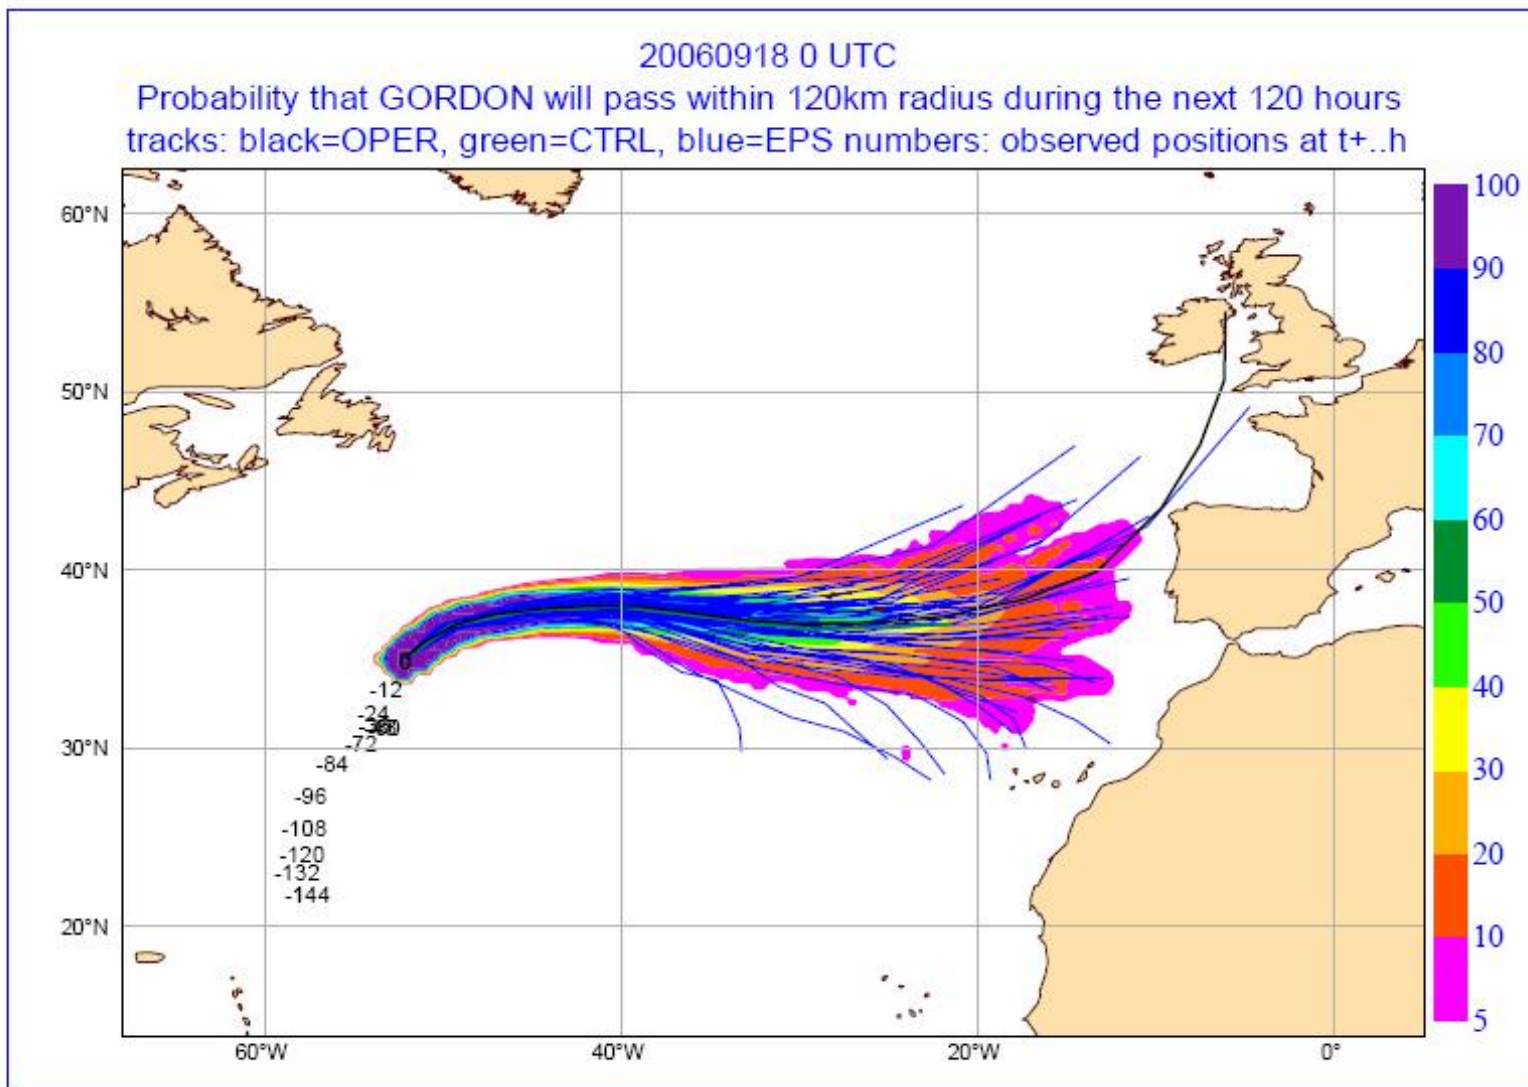 20060918 0 UTC
Probability that GORDON will pass within 120km radius during the next 120 hours
tracks: black=OPER, green=CTRL, blue=EPS numbers: observed positions at t+..h
100
60°N
90
80
50°N
70
60
40°N
50
0
-12
40
-24
-72
30°N
-84
30
-96
-108
-120
20
-132
-144
20°N
10
5
60°W
40°W
20°W
0°